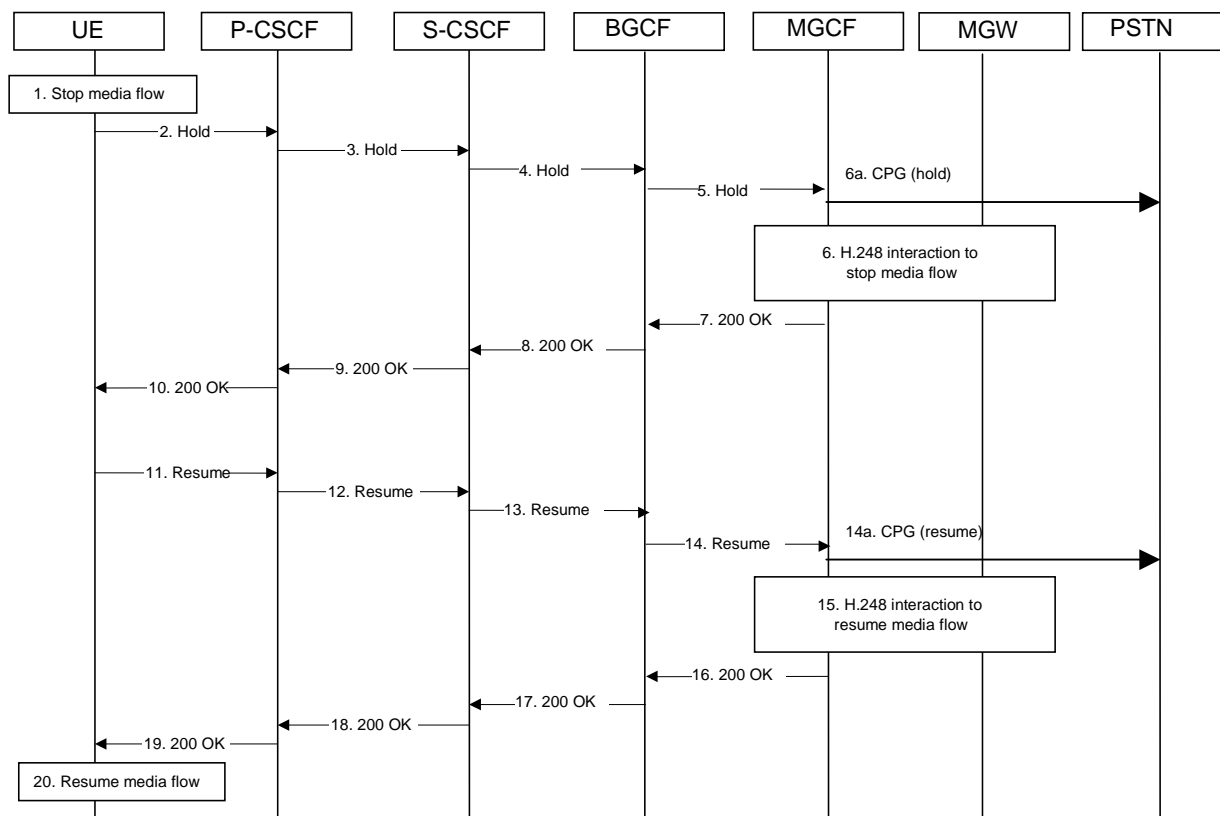 UE
P-CSCF
S-CSCF
BGCF
MGCF
MGW
PSTN
1. Stop media flow
2. Hold
3. Hold
4. Hold
5. Hold
6a. CPG (hold)
6. H.248 interaction to
stop media flow
7. 200 OK
8. 200 OK
9. 200 OK
10. 200 OK
11. Resume
12. Resume
13. Resume
14. Resume
14a. CPG (resume)
15. H.248 interaction to
resume media flow
16. 200 OK
17. 200 OK
18. 200 OK
19. 200 OK
20. Resume media flow